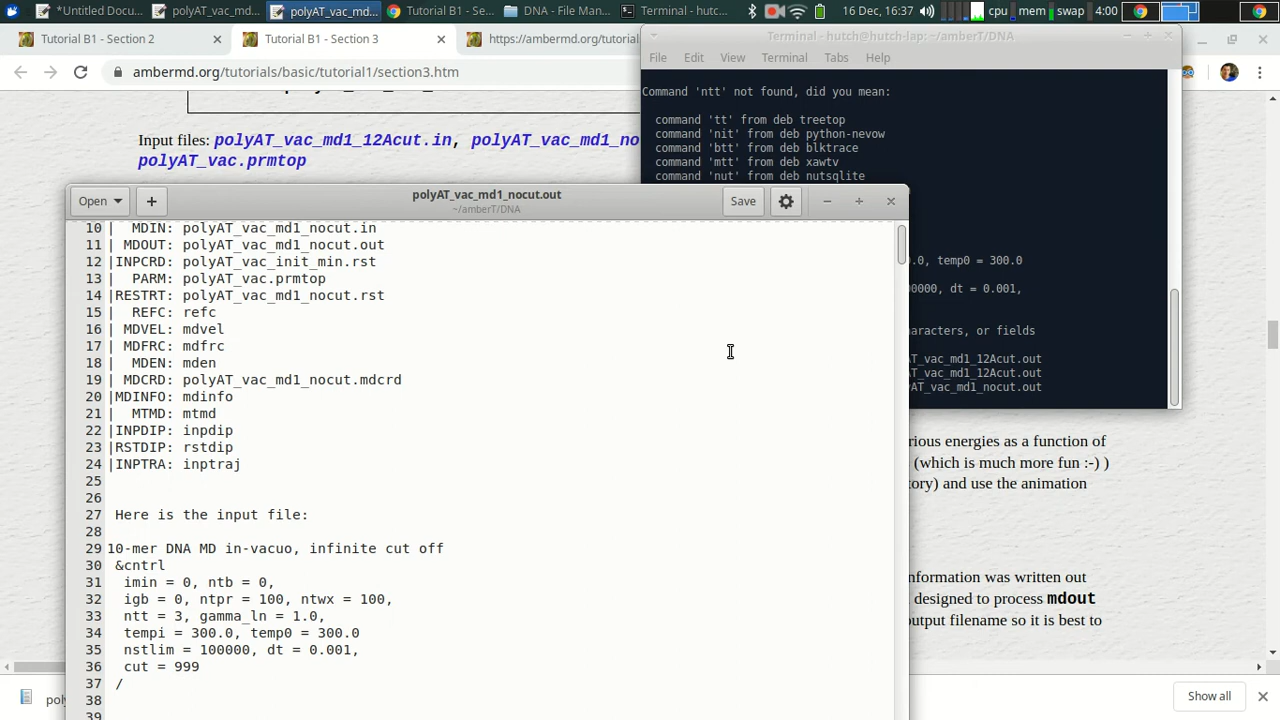 *Untitled Docu...
polyAT_vac_md...
polyAT_vac_md...
Tutorial B1 - Se...
DNA - File Man...
Terminal - hutc...
16 Dec, 16:37
cpu
mem
swap
4:00
Tutorial B1 - Section 2
Tutorial B1 - Section 3
https://ambermd.org/tutorial
ambermd.org/tutorials/basic/tutorial1/section3.htm
Terminal - hutch@hutch-lap: ~/amberT/DNA
File Edit View Terminal Tabs Help
Command 'ntt' not found, did you mean:
command 'tt' from deb treetop
command 'nit' from deb python-nevow
command 'btt' from deb blktrace
command 'mtt' from deb xawtv
command 'nut' from deb nutsqlite
.0, temp0 = 300.0
00000, dt = 0.001,
aracters, or fields
AT_vac_md1_12Acut.out
AT_vac_md1_12Acut.out
AT_vac_md1_nocut.out
Input files: polyAT_vac_md1_12Acut.in, polyAT_vac_md1_no
polyAT_vac.prmtop
Open
polyAT_vac_md1_nocut.out
~/amberT/DNA
Save
10 | MDIN: polyAT_vac_md1_nocut.in
11 | MDOUT: polyAT_vac_md1_nocut.out
12 |INPCRD: polyAT_vac_init_min.rst
13 | PARM: polyAT_vac.prmtop
14 |RESTRT: polyAT_vac_md1_nocut.rst
15 | REFC: refc
16 | MDVEL: mdvel
17 | MDFRC: mdfrc
18 | MDEN: mden
19 | MDCRD: polyAT_vac_md1_nocut.mdcrd
20 |MDINFO: mdinfo
21 | MTMD: mtmd
22 |INPDIP: inpdip
23 |RSTDIP: rstdip
24 |INPTRA: inptraj
25
26
27 Here is the input file:
28
29 10-mer DNA MD in-vacuo, infinite cut off
30 &cntrl
31 imin = 0, ntb = 0,
32 igb = 0, ntpr = 100, ntwx = 100,
33 ntt = 3, gamma_ln = 1.0,
34 tempi = 300.0, temp0 = 300.0
35 nstlim = 100000, dt = 0.001,
36 cut = 999
37 /
38
39
rious energies as a function of
(which is much more fun :-) )
tory) and use the animation
nformation was written out
designed to process mdout
output filename so it is best to
poly
Show all